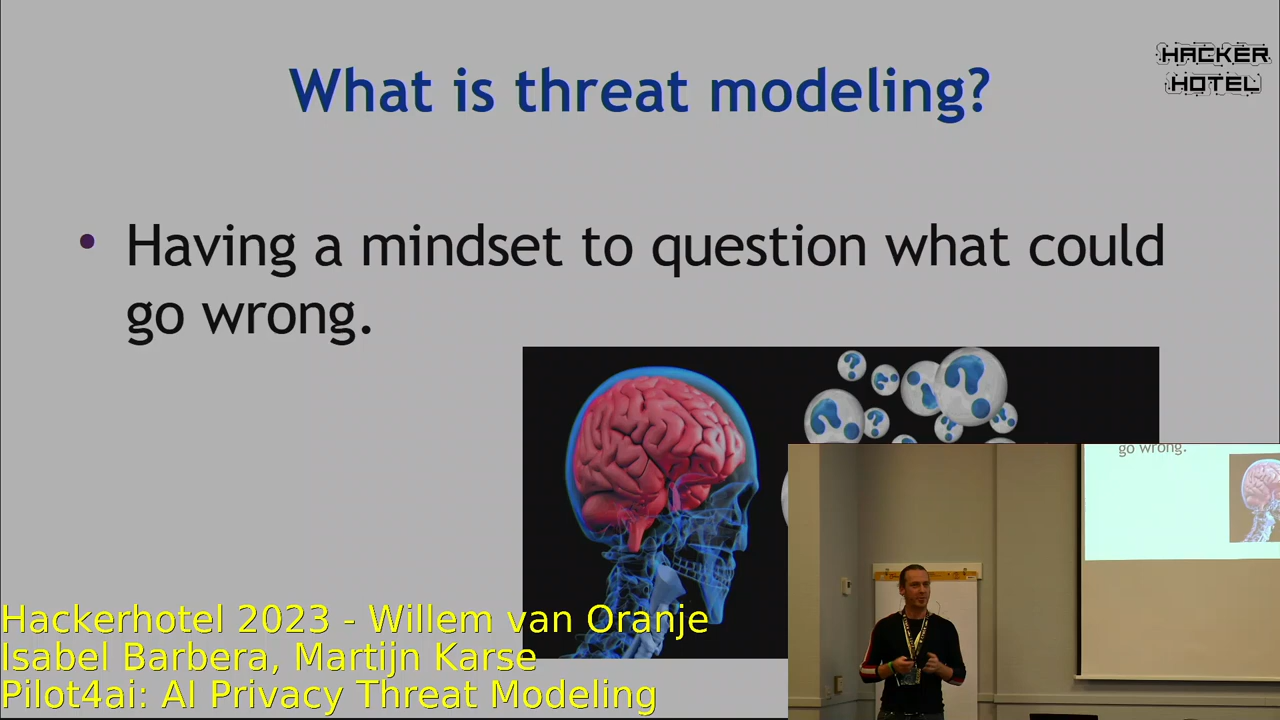 HACKER
HOTEL
What is threat modeling?
• Having a mindset to question what could
go wrong.
go wrong.
Hackerhotel 2023 - Willem van Oranje
Isabel Barbera, Martijn Karse
Pilot4ai: AI Privacy Threat Modeling